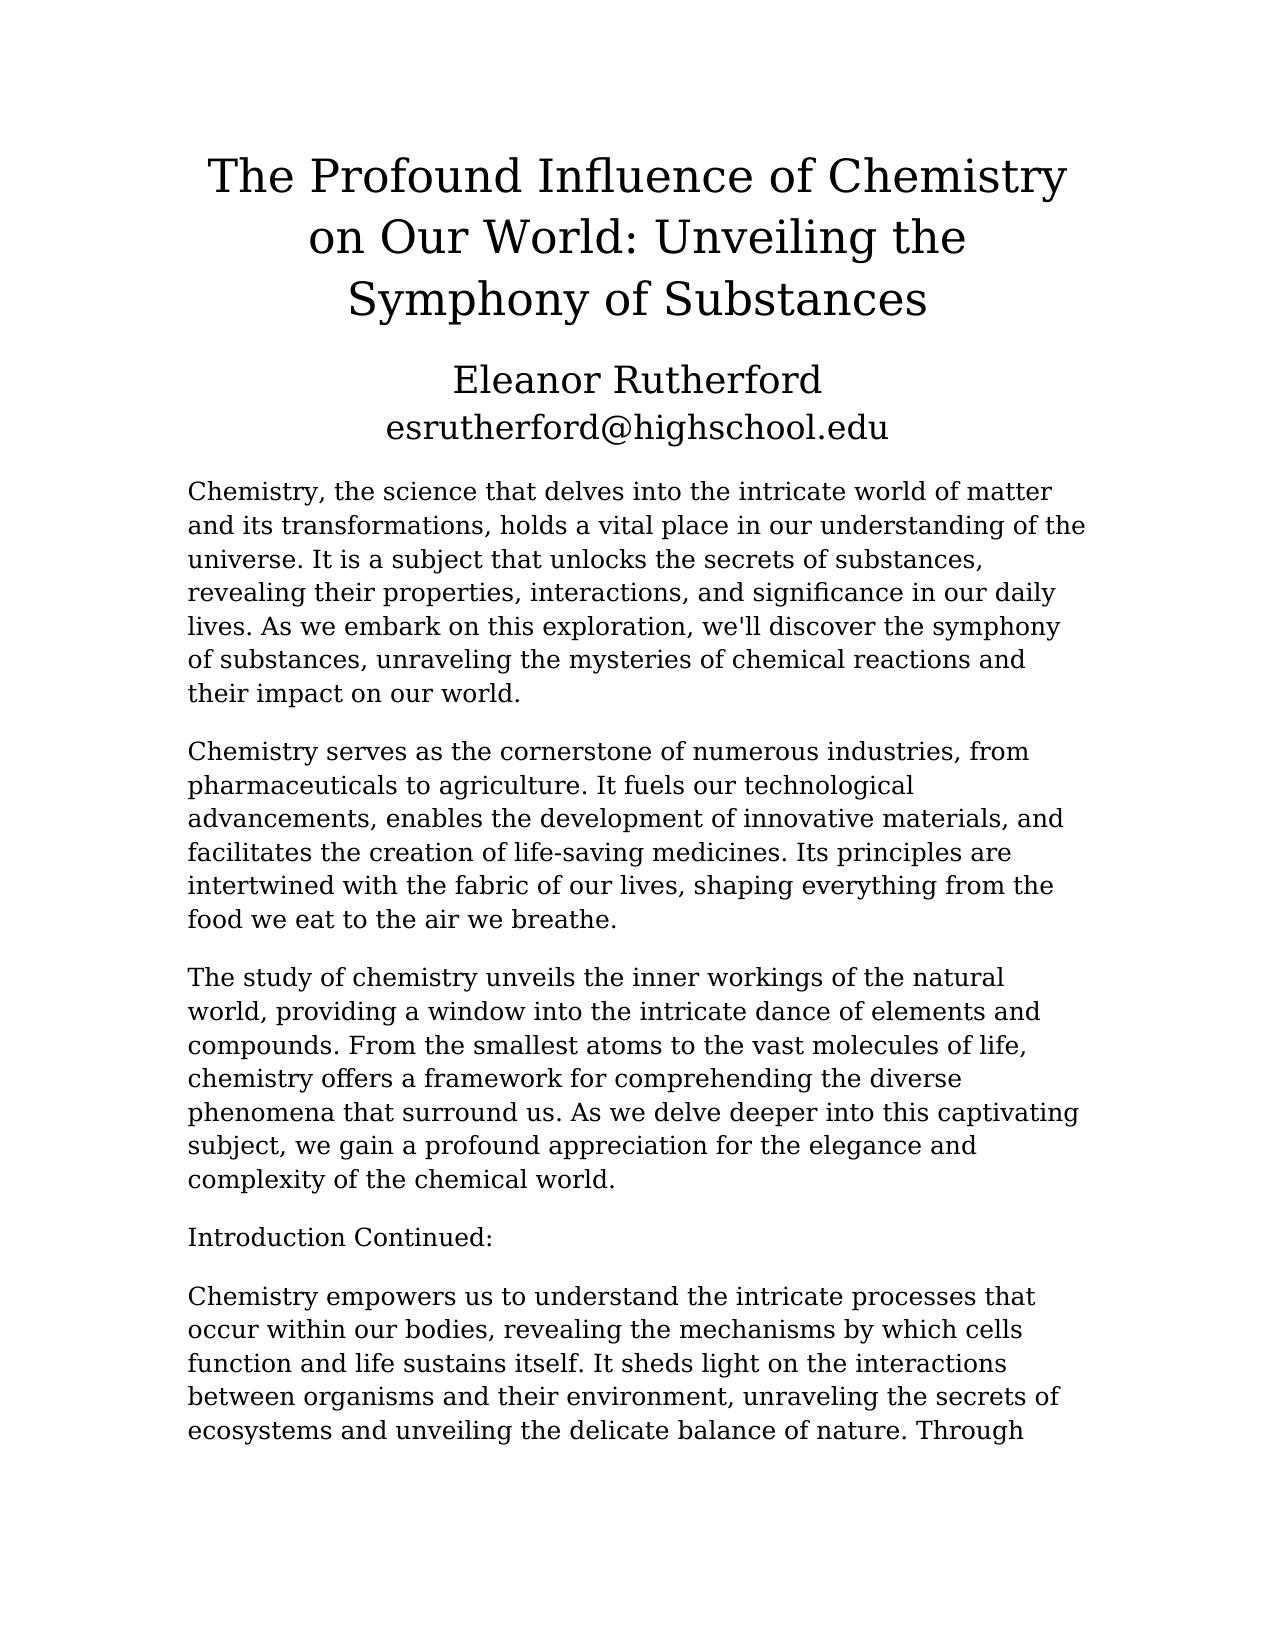 The Profound Influence of Chemistry
on Our World: Unveiling the
Symphony of Substances
Eleanor Rutherford
esrutherford@highschool.edu
Chemistry, the science that delves into the intricate world of matter
and its transformations, holds a vital place in our understanding of the
universe. It is a subject that unlocks the secrets of substances,
revealing their properties, interactions, and significance in our daily
lives. As we embark on this exploration, we'll discover the symphony
of substances, unraveling the mysteries of chemical reactions and
their impact on our world.
Chemistry serves as the cornerstone of numerous industries, from
pharmaceuticals to agriculture. It fuels our technological
advancements, enables the development of innovative materials, and
facilitates the creation of life-saving medicines. Its principles are
intertwined with the fabric of our lives, shaping everything from the
food we eat to the air we breathe.
The study of chemistry unveils the inner workings of the natural
world, providing a window into the intricate dance of elements and
compounds. From the smallest atoms to the vast molecules of life,
chemistry offers a framework for comprehending the diverse
phenomena that surround us. As we delve deeper into this captivating
subject, we gain a profound appreciation for the elegance and
complexity of the chemical world.
Introduction Continued:
Chemistry empowers us to understand the intricate processes that
occur within our bodies, revealing the mechanisms by which cells
function and life sustains itself. It sheds light on the interactions
between organisms and their environment, unraveling the secrets of
ecosystems and unveiling the delicate balance of nature. Through